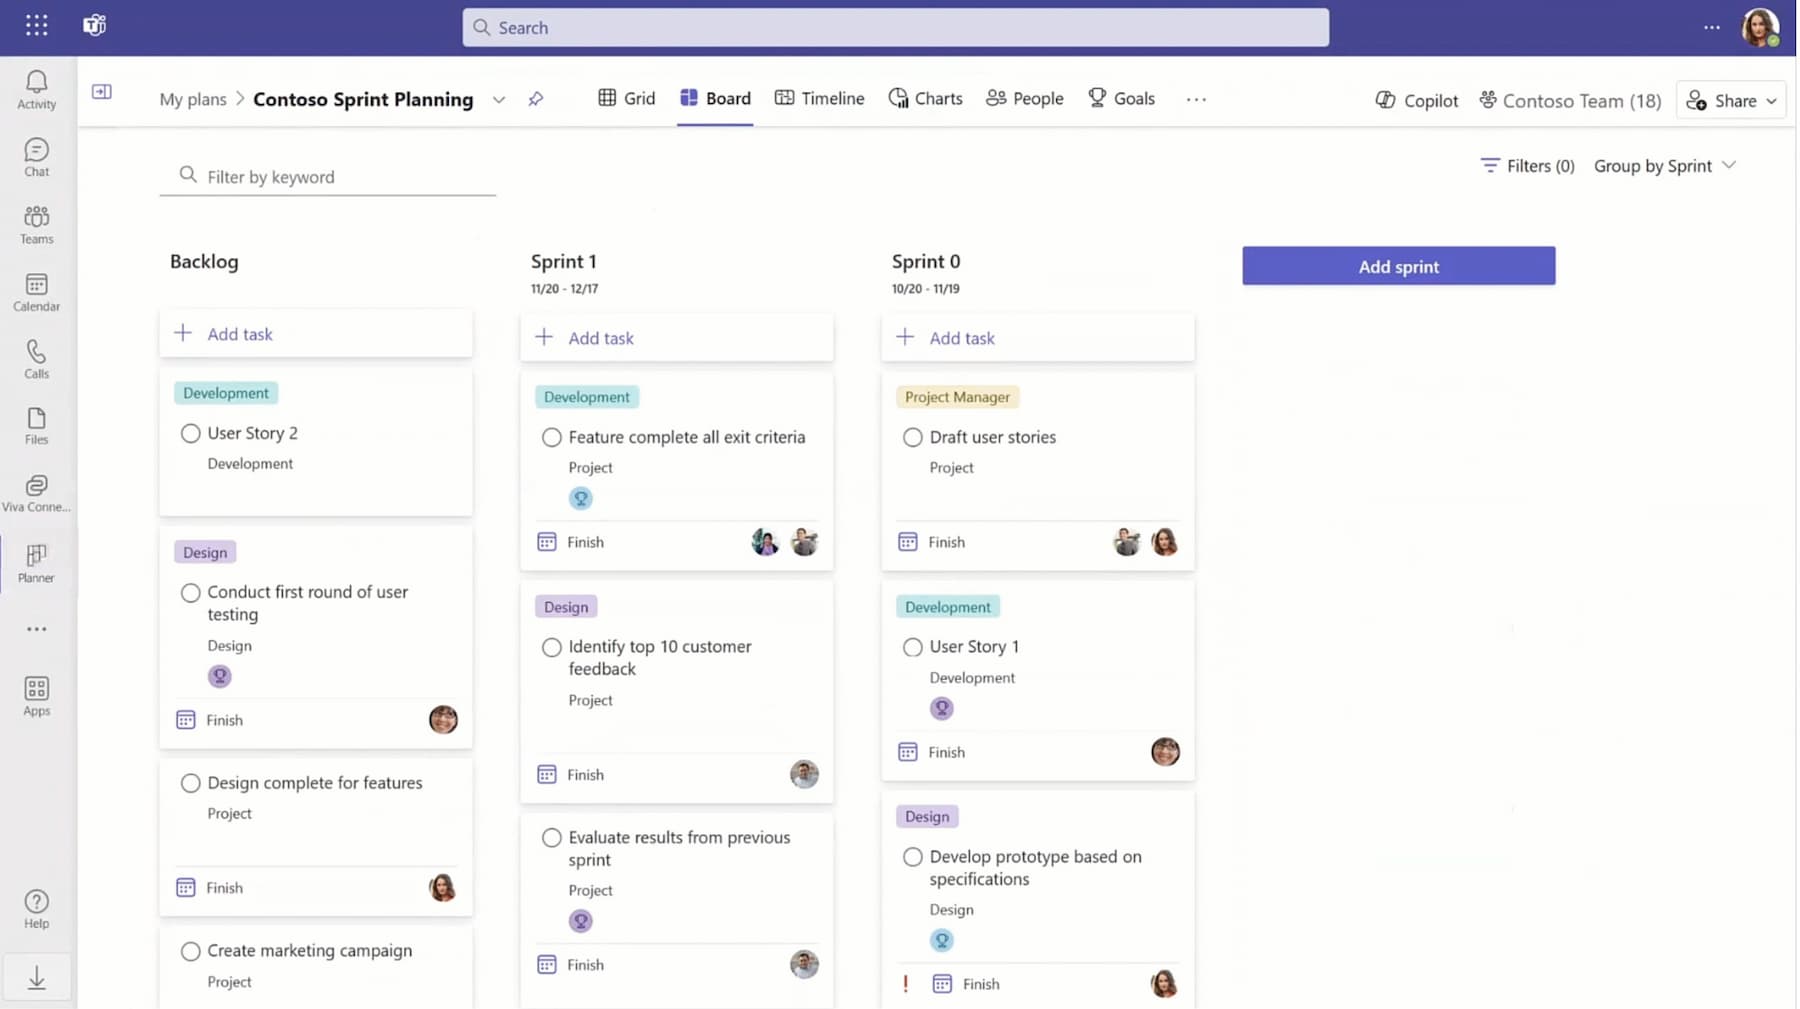 Search
Activity
Chat
Teams
Calendar
Calls
Files
Viva Conne...
Planner
Apps
Help
My plans > Contoso Sprint Planning
Grid
Board
Timeline
Charts
People
Goals
Copilot
Contoso Team (18)
Share
Filter by keyword
Filters (0)
Group by Sprint
Backlog
Add task
Development
User Story 2
Development
Design
Conduct first round of user
testing
Design
Finish
Design complete for features
Project
Finish
Create marketing campaign
Project
Sprint 1
11/20 - 12/17
Add task
Development
Feature complete all exit criteria
Project
Finish
Design
Identify top 10 customer
feedback
Project
Finish
Evaluate results from previous
sprint
Project
Finish
Sprint 0
10/20 - 11/19
Add task
Project Manager
Draft user stories
Project
Finish
Development
User Story 1
Development
Finish
Design
Develop prototype based on
specifications
Design
! Finish
Add sprint